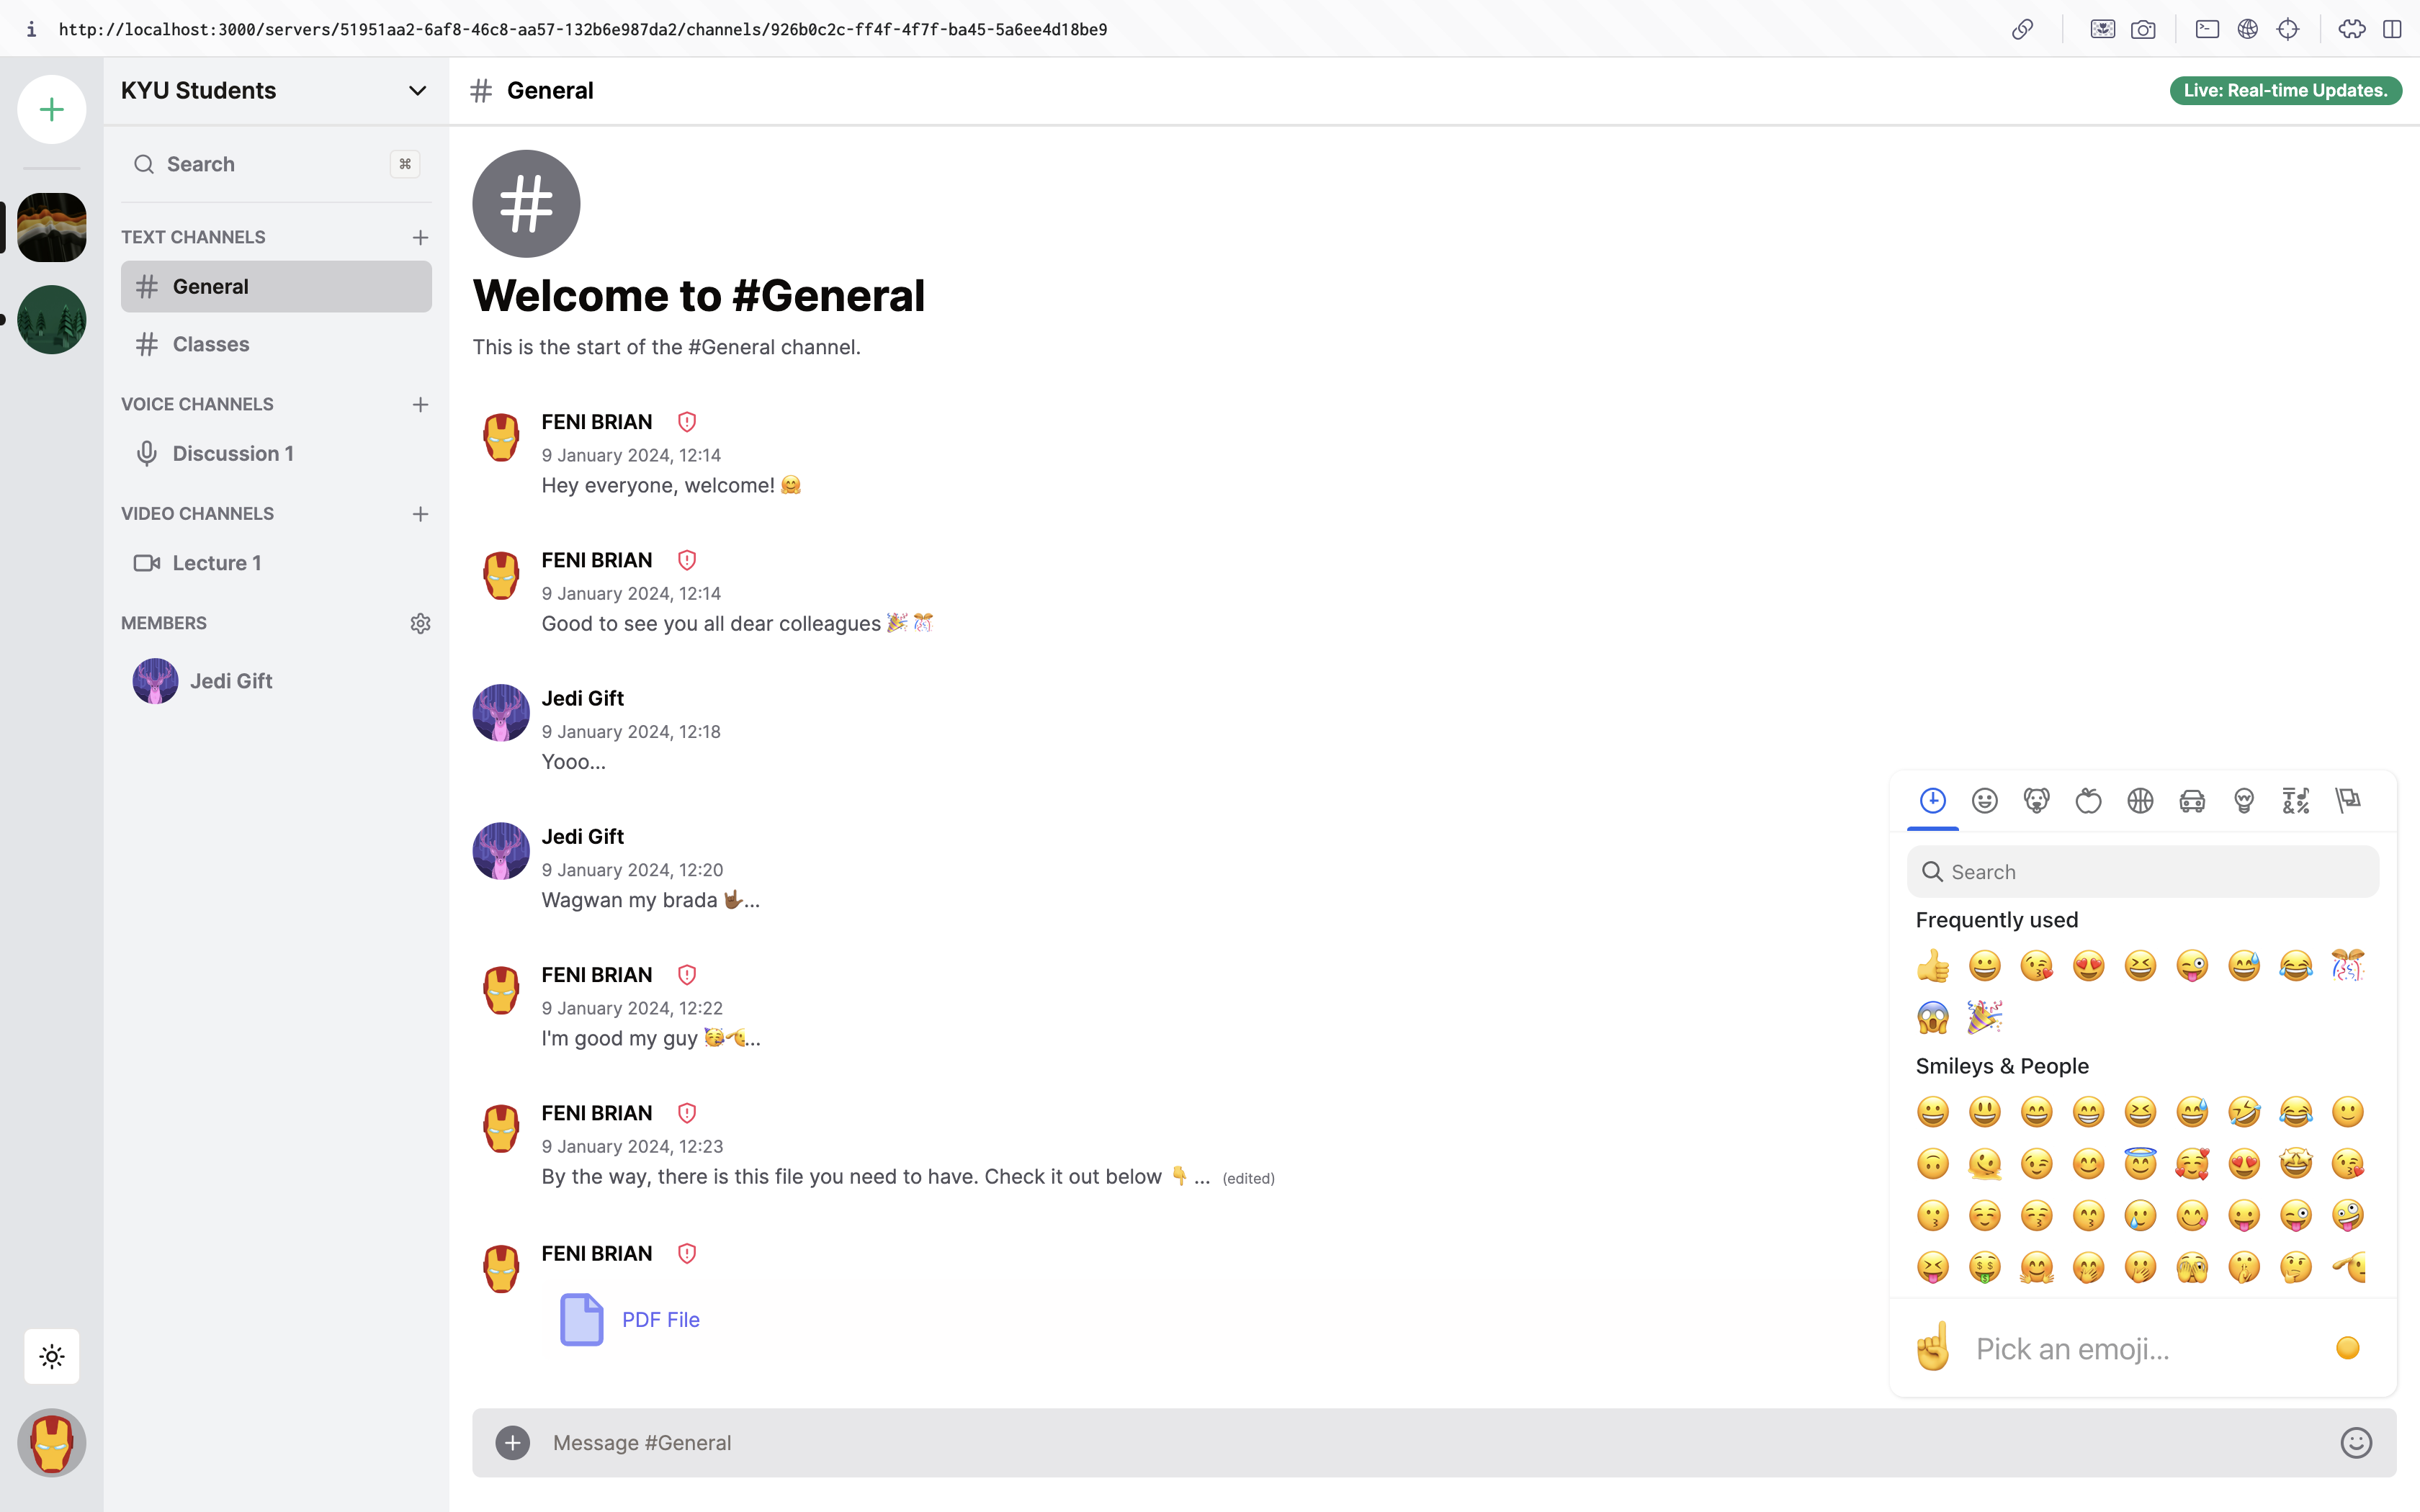 http://localhost:3000/servers/51951aa2-6af8-46c8-aa57-132b6e987da2/channels/926b0c2c-ff4f-4f7f-ba45-5a6ee4d18be9
KYU Students
Search
⌘
TEXT CHANNELS
General
Classes
VOICE CHANNELS
Discussion 1
VIDEO CHANNELS
Lecture 1
MEMBERS
Jedi Gift
# General
Live: Real-time Updates.
#
Welcome to #General
This is the start of the #General channel.
FENI BRIAN
9 January 2024, 12:14
Hey everyone, welcome! 🤗
FENI BRIAN
9 January 2024, 12:14
Good to see you all dear colleagues 🎉 🎊
Jedi Gift
9 January 2024, 12:18
Yooo...
Jedi Gift
9 January 2024, 12:20
Wagwan my brada 🤟🏾...
FENI BRIAN
9 January 2024, 12:22
I'm good my guy 🥳🫡...
FENI BRIAN
9 January 2024, 12:23
By the way, there is this file you need to have. Check it out below 👇 ... (edited)
FENI BRIAN
PDF File
Message #General
Search
Frequently used
Smileys & People
Pick an emoji...